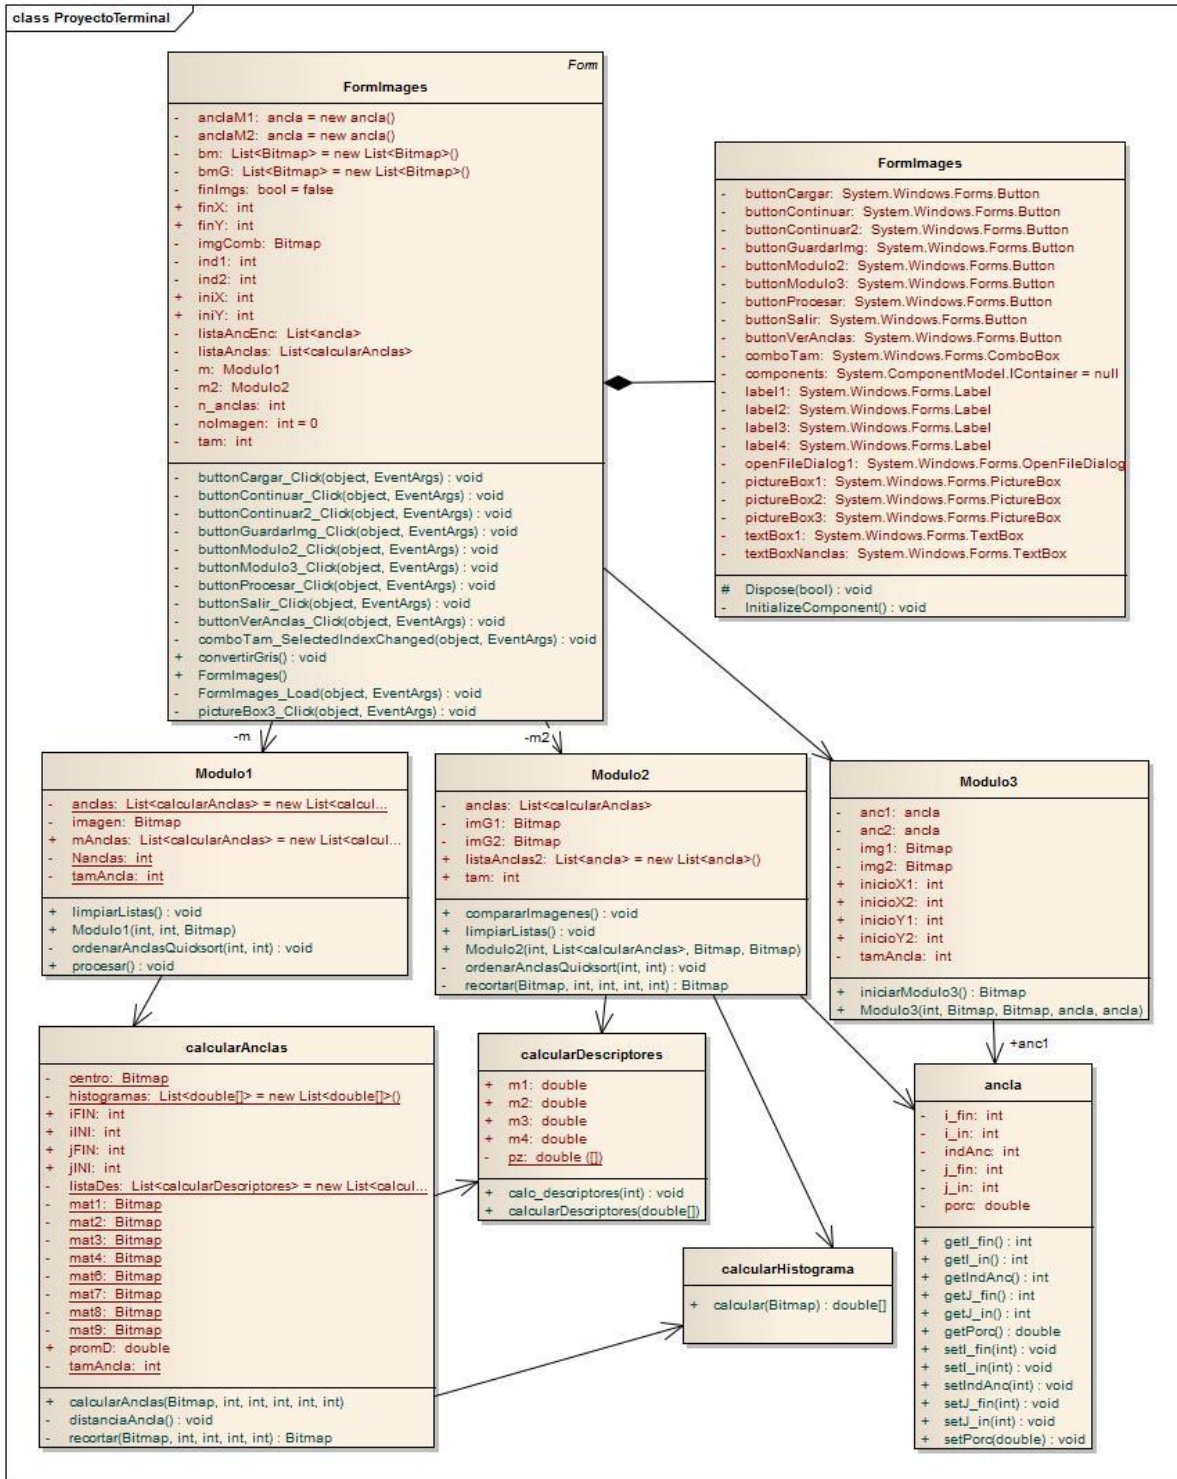 class ProyectoTerminal
Form
FormImages
- anclaM1: ancla = new ancla()
- anclaM2: ancla = new ancla()
- bm: List<Bitmap> = new List<Bitmap>()
- bmG: List<Bitmap> = new List<Bitmap>()
- finImgs: bool = false
+ finX: int
+ finY: int
- imgComb: Bitmap
- ind1: int
- ind2: int
+ iniX: int
+ iniY: int
- listaAncEnc: List<ancla>
- listaAnclas: List<calcularAnclas>
- m: Modulo1
- m2: Modulo2
- n_anclas: int
- noImagen: int = 0
- tam: int
- buttonCargar_Click(object, EventArgs) : void
- buttonContinuar_Click(object, EventArgs) : void
- buttonContinuar2_Click(object, EventArgs) : void
- buttonGuardarImg_Click(object, EventArgs) : void
- buttonModulo2_Click(object, EventArgs) : void
- buttonModulo3_Click(object, EventArgs) : void
- buttonProcesar_Click(object, EventArgs) : void
- buttonSalir_Click(object, EventArgs) : void
- buttonVerAnclas_Click(object, EventArgs) : void
- comboTam_SelectedIndexChanged(object, EventArgs) : void
+ convertirGris() : void
+ FormImages()
- FormImages_Load(object, EventArgs) : void
- pictureBox3_Click(object, EventArgs) : void
FormImages
- buttonCargar: System.Windows.Forms.Button
- buttonContinuar: System.Windows.Forms.Button
- buttonContinuar2: System.Windows.Forms.Button
- buttonGuardarImg: System.Windows.Forms.Button
- buttonModulo2: System.Windows.Forms.Button
- buttonModulo3: System.Windows.Forms.Button
- buttonProcesar: System.Windows.Forms.Button
- buttonSalir: System.Windows.Forms.Button
- buttonVerAnclas: System.Windows.Forms.Button
- comboTam: System.Windows.Forms.ComboBox
- components: System.ComponentModel.IContainer = null
- label1: System.Windows.Forms.Label
- label2: System.Windows.Forms.Label
- label3: System.Windows.Forms.Label
- label4: System.Windows.Forms.Label
- openFileDialog1: System.Windows.Forms.OpenFileDialog
- pictureBox1: System.Windows.Forms.PictureBox
- pictureBox2: System.Windows.Forms.PictureBox
- pictureBox3: System.Windows.Forms.PictureBox
- textBox1: System.Windows.Forms.TextBox
- textBoxNanclas: System.Windows.Forms.TextBox
# Dispose(bool) : void
- InitializeComponent() : void
-m
-m2
Modulo1
- anclas: List<calcularAnclas> = new List<calcul...
- imagen: Bitmap
+ mAnclas: List<calcularAnclas> = new List<calcul...
- Nanclas: int
- tamAncla: int
+ limpiarListas() : void
+ Modulo1(int, int, Bitmap)
- ordenarAnclasQuicksort(int, int) : void
+ procesar() : void
Modulo2
- anclas: List<calcularAnclas>
- imG1: Bitmap
- imG2: Bitmap
+ listaAnclas2: List<ancla> = new List<ancla>()
+ tam: int
+ compararImagenes() : void
+ limpiarListas() : void
+ Modulo2(int, List<calcularAnclas>, Bitmap, Bitmap)
- ordenarAnclasQuicksort(int, int) : void
- recortar(Bitmap, int, int, int, int) : Bitmap
Modulo3
- anc1: ancla
- anc2: ancla
- img1: Bitmap
- img2: Bitmap
+ inicioX1: int
+ inicioX2: int
+ inicioY1: int
+ inicioY2: int
- tamAncla: int
+ iniciarModulo3() : Bitmap
+ Modulo3(int, Bitmap, Bitmap, ancla, ancla)
+anc1
calcularAnclas
- centro: Bitmap
- histogramas: List<double[]> = new List<double[]>()
+ iFIN: int
+ iINI: int
+ jFIN: int
+ jINI: int
- listaDes: List<calcularDescriptores> = new List<calcul...
- mat1: Bitmap
- mat2: Bitmap
- mat3: Bitmap
- mat4: Bitmap
- mat6: Bitmap
- mat7: Bitmap
- mat8: Bitmap
- mat9: Bitmap
+ promD: double
- tamAncla: int
+ calcularAnclas(Bitmap, int, int, int, int, int)
- distanciaAncla() : void
- recortar(Bitmap, int, int, int, int) : Bitmap
calcularDescriptores
+ m1: double
+ m2: double
+ m3: double
+ m4: double
- pz: double ([])
+ calc_descriptores(int) : void
+ calcularDescriptores(double[])
calcularHistograma
+ calcular(Bitmap) : double[]
ancla
- i_fin: int
- i_in: int
- indAnc: int
- j_fin: int
- j_in: int
- porc: double
+ getI_fin() : int
+ getI_in() : int
+ getIndAnc() : int
+ getJ_fin() : int
+ getJ_in() : int
+ getPorc() : double
+ setI_fin(int) : void
+ setI_in(int) : void
+ setIndAnc(int) : void
+ setJ_fin(int) : void
+ setJ_in(int) : void
+ setPorc(double) : void